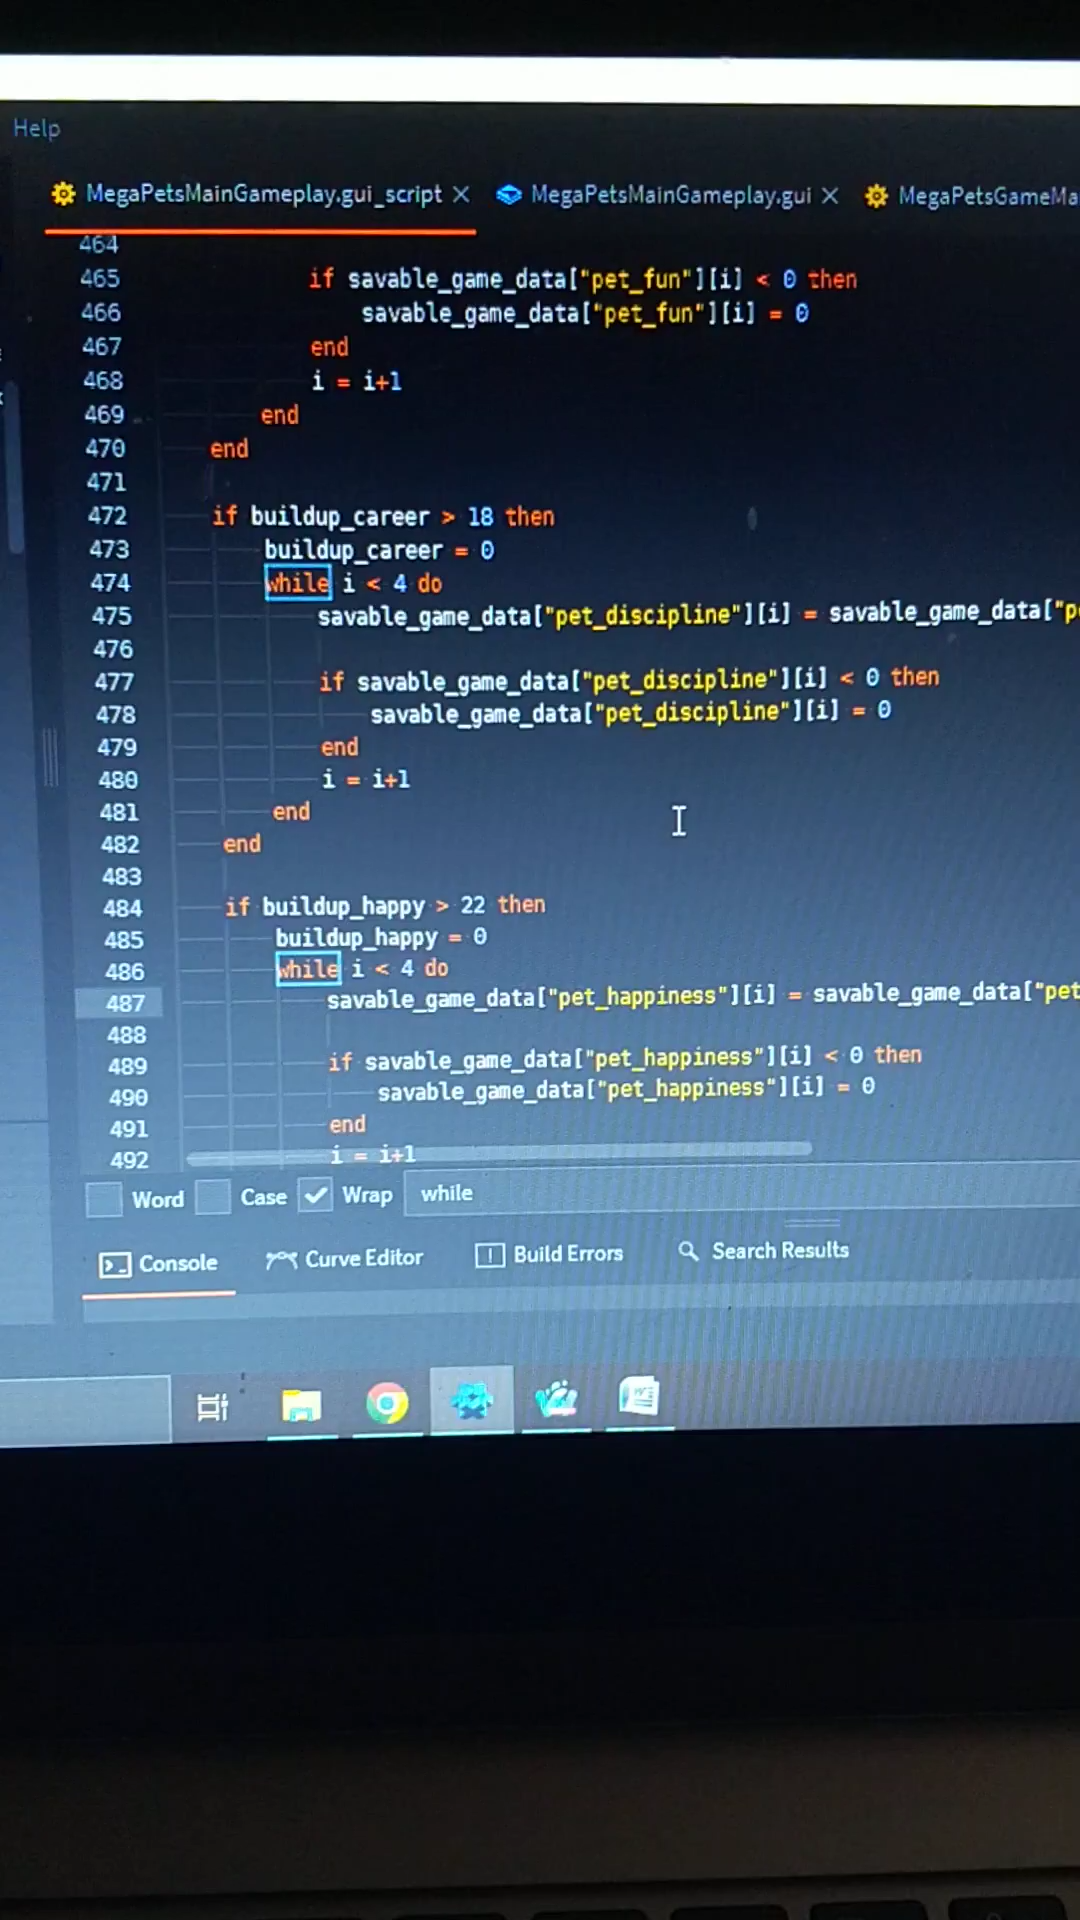 Help
MegaPetsMainGameplay.gui_script MegaPetsMainGameplay.gui MegaPetsGameMa
464
465 if savable_game_data["pet_fun"][i] < 0 then
466 savable_game_data["pet_fun"][i] = 0
467 end
468 i = i+1
469 end
470 end
471
472 if buildup_career > 18 then
473 buildup_career = 0
474 while i < 4 do
475 savable_game_data["pet_discipline"][i] = savable_game_data["p
476
477 if savable_game_data["pet_discipline"][i] < 0 then
478 savable_game_data["pet_discipline"][i] = 0
479 end
480 i = i+1
481 end
482 end
483
484 if buildup_happy > 22 then
485 buildup_happy = 0
486 while i < 4 do
487 savable_game_data["pet_happiness"][i] = savable_game_data["pet
488
489 if savable_game_data["pet_happiness"][i] < 0 then
490 savable_game_data["pet_happiness"][i] = 0
491 end
492 i = i+1
Word Case Wrap while
Console Curve Editor Build Errors Search Results